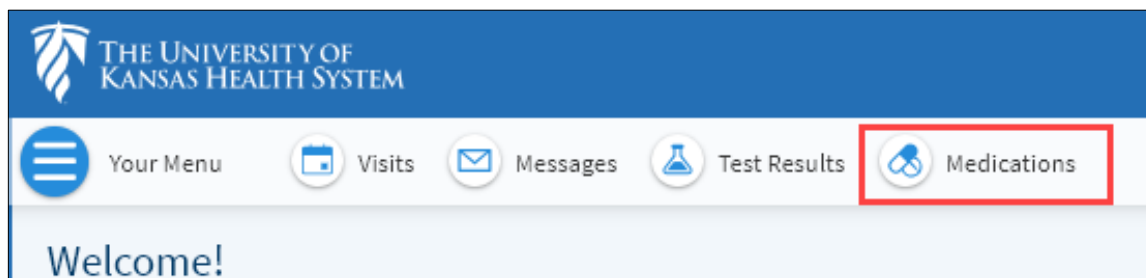 THE UNIVERSITY OF
KANSAS HEALTH SYSTEM
Your Menu Visits Messages Test Results Medications
Welcome!